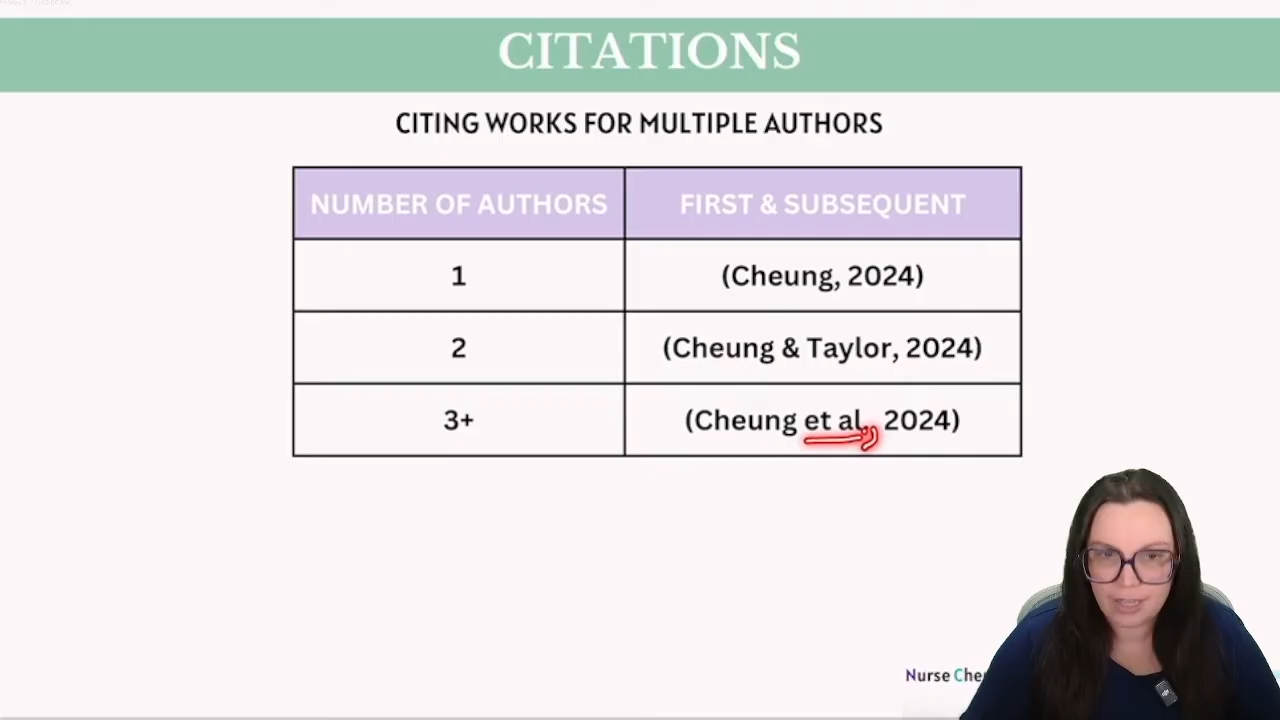 CITATIONS
CITING WORKS FOR MULTIPLE AUTHORS
NUMBER OF AUTHORS FIRST & SUBSEQUENT
1 (Cheung, 2024)
2 (Cheung & Taylor, 2024)
3+ (Cheung et al., 2024)
Nurse